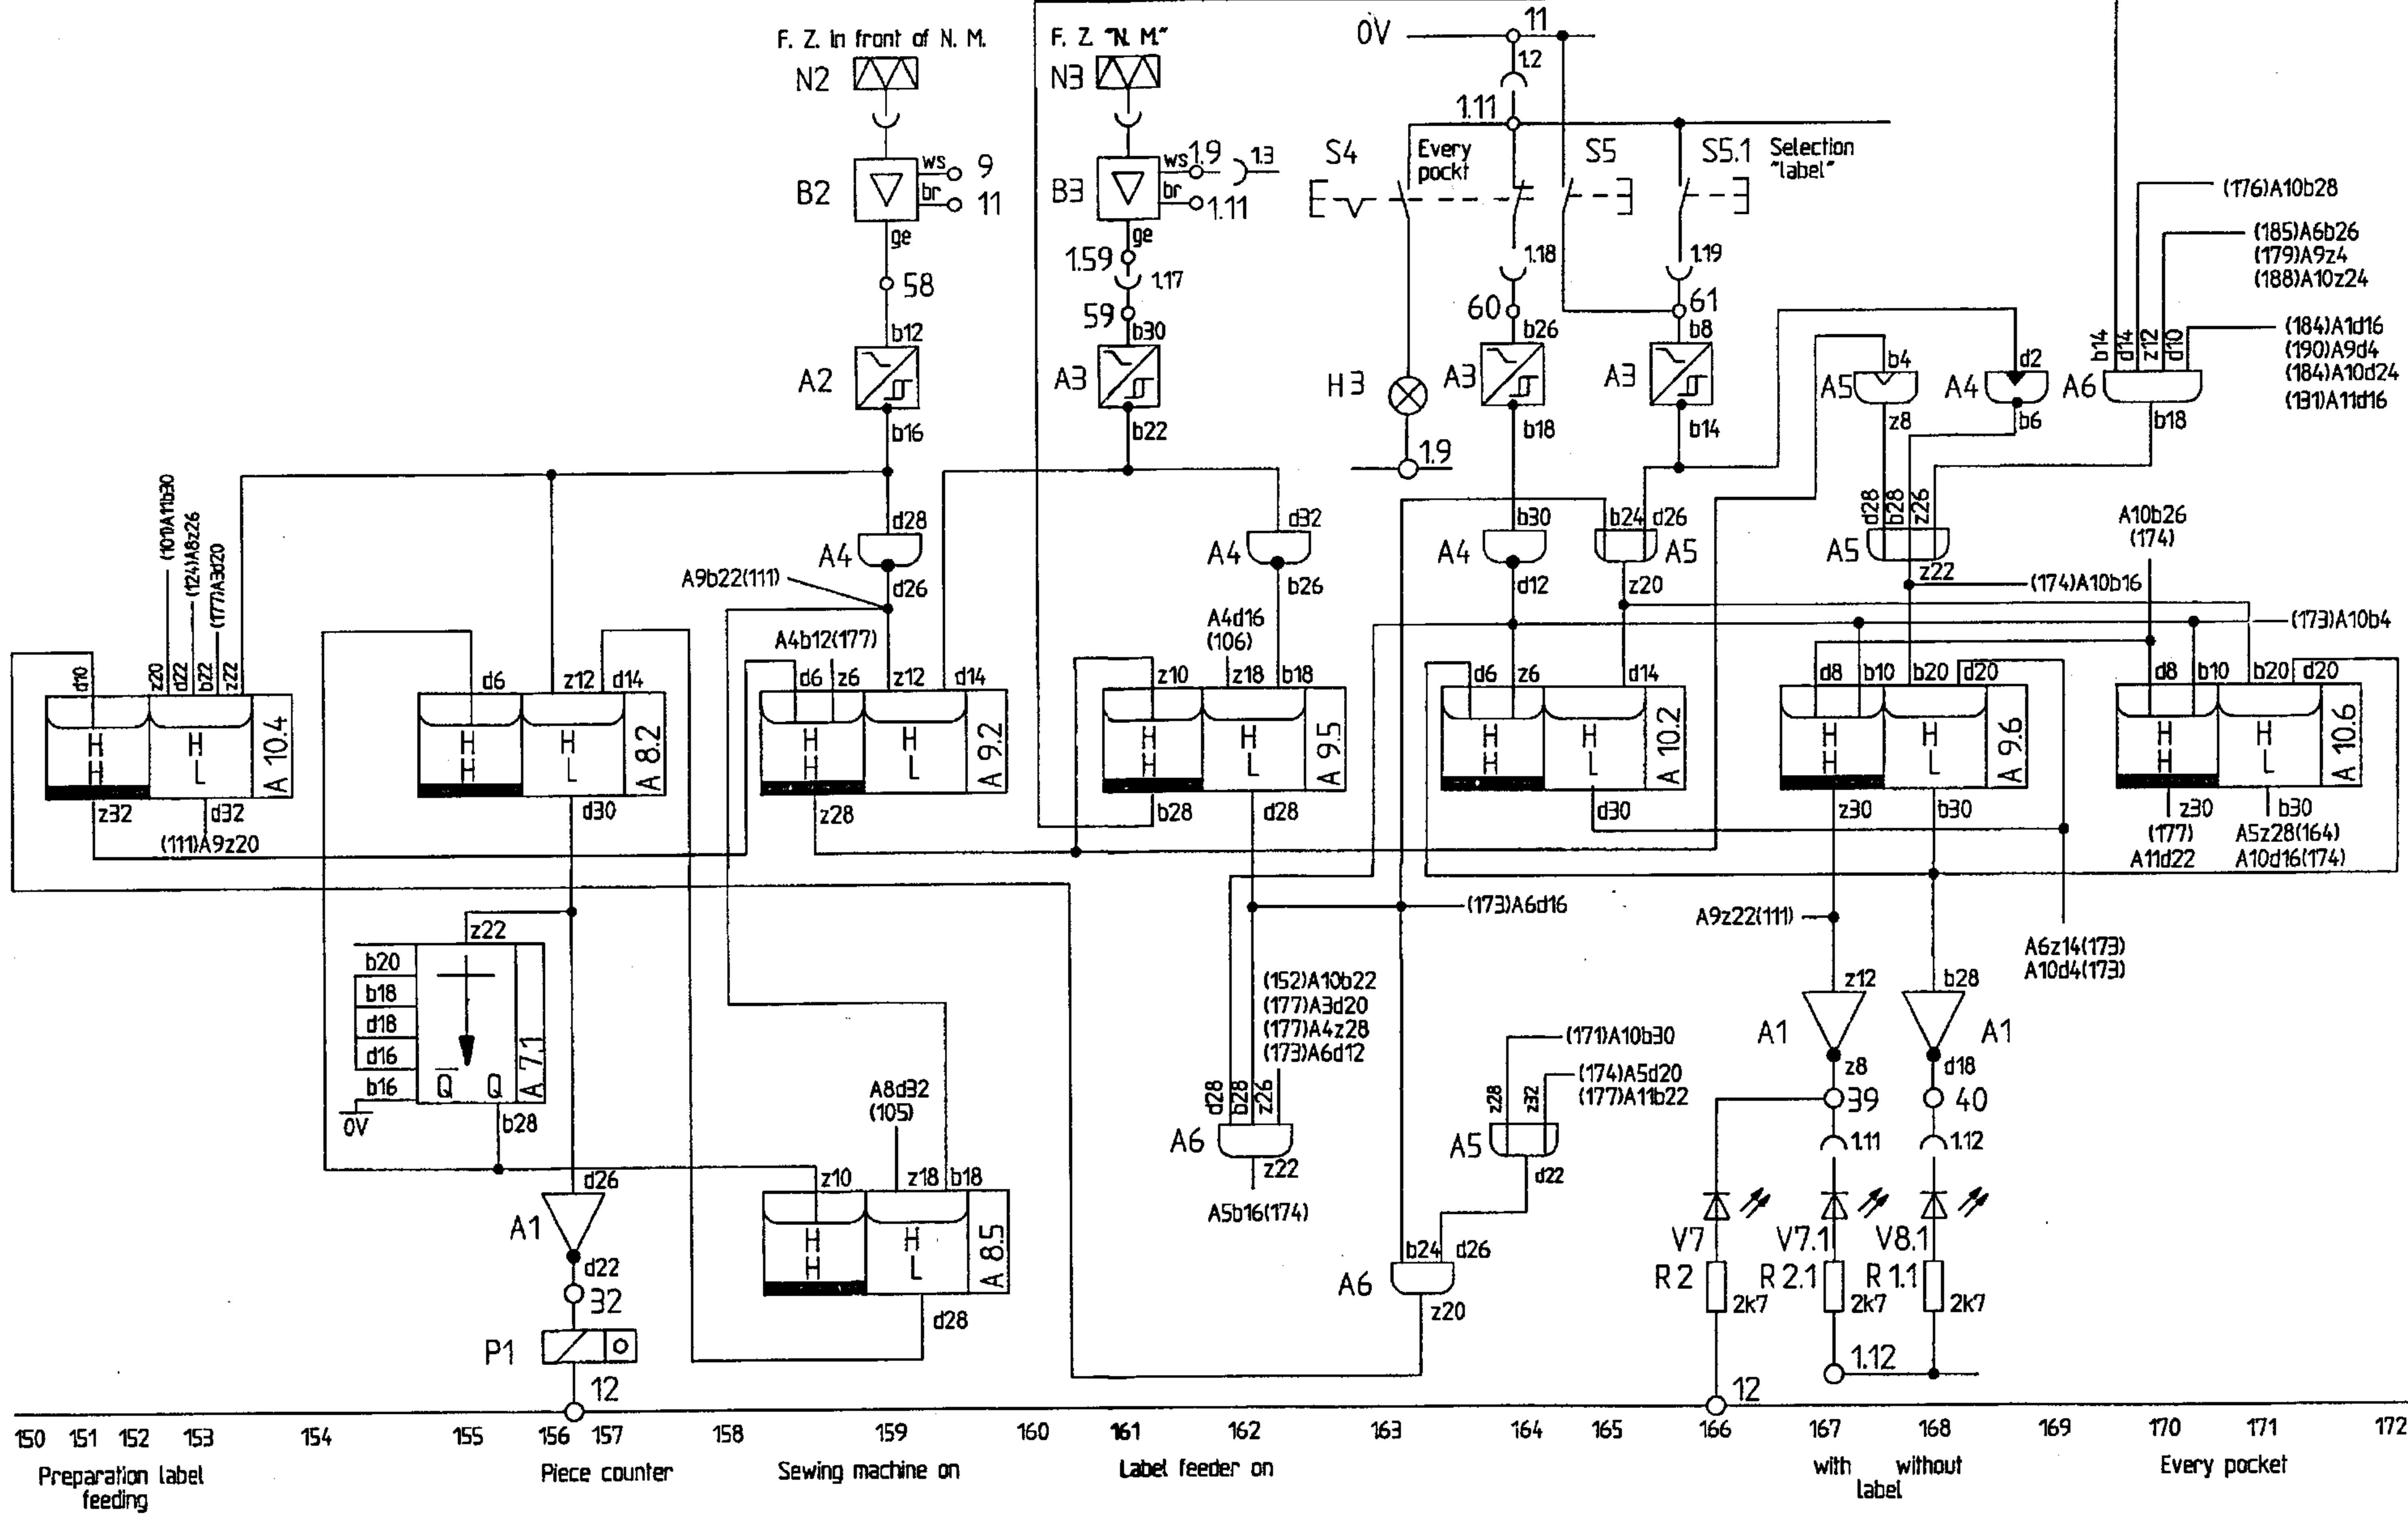 F. Z. in front of N. M.
F. Z. "N. M."
0V
11
N2
N3
1.2
1.11
B2
ws
9
br
11
B3
ws
1.9
1.3
br
1.11
S4
Every
pockt
S5
S5.1
Selection
"label"
(176)A10b28
(185)A6b26
(179)A9z4
(188)A10z24
ge
58
ge
1.59
1.17
59
1.18
1.19
60
61
b12
A2
b16
b30
A3
b22
H3
1.9
b26
A3
b18
b8
A3
b14
b4
A5
z8
d2
A4
b6
b14
d14
z12
d10
A6
b18
(184)A1d16
(190)A9d4
(184)A10d24
(131)A11d16
(101)A11b30
(124)A8z26
(177)A3d20
d28
A4
d26
A9b22(111)
d32
A4
b26
b30
A4
d12
b24
d26
A5
z20
d28
b28
z26
A5
z22
(174)A10b16
A10b26
(174)
(173)A10b4
A4b12(177)
A4d16
(106)
d10
z20
d22
b22
z22
H
H
H
L
A 10.4
z32
d32
(111)A9z20
d6
z12
d14
H
H
H
L
A 8.2
d30
d6
z6
z12
d14
H
H
H
L
A 9.2
z28
z10
z18
b18
H
H
H
L
A 9.5
b28
d28
d6
z6
d14
H
H
H
L
A 10.2
d30
d8
b10
b20
d20
H
H
H
L
A 9.6
z30
b30
d8
b10
b20
d20
H
H
H
L
A 10.6
z30
b30
(177)
A11d22
A5z28(164)
A10d16(174)
(173)A6d16
A9z22(111)
A6z14(173)
A10d4(173)
z22
b20
b18
d18
d16
b16
0V
Q
Q
A 7.1
b28
(152)A10b22
(177)A3d20
(177)A4z28
(173)A6d12
d28
b28
z26
A6
z22
A5b16(174)
(171)A10b30
(174)A5d20
(177)A11b22
z28
z32
A5
d22
z12
A1
z8
39
1.11
b28
A1
d18
40
1.12
A8d32
(105)
z10
z18
b18
H
H
H
L
A 8.5
d28
d26
A1
d22
32
P1
12
b24
d26
A6
z20
V7
R2
2k7
V7.1
R2.1
2k7
V8.1
R1.1
2k7
1.12
12
150 151 152 153 154 155 156 157 158 159 160 161 162 163 164 165 166 167 168 169 170 171 172
Preparation label
feeding
Piece counter
Sewing machine on
Label feeder on
with without
label
Every pocket